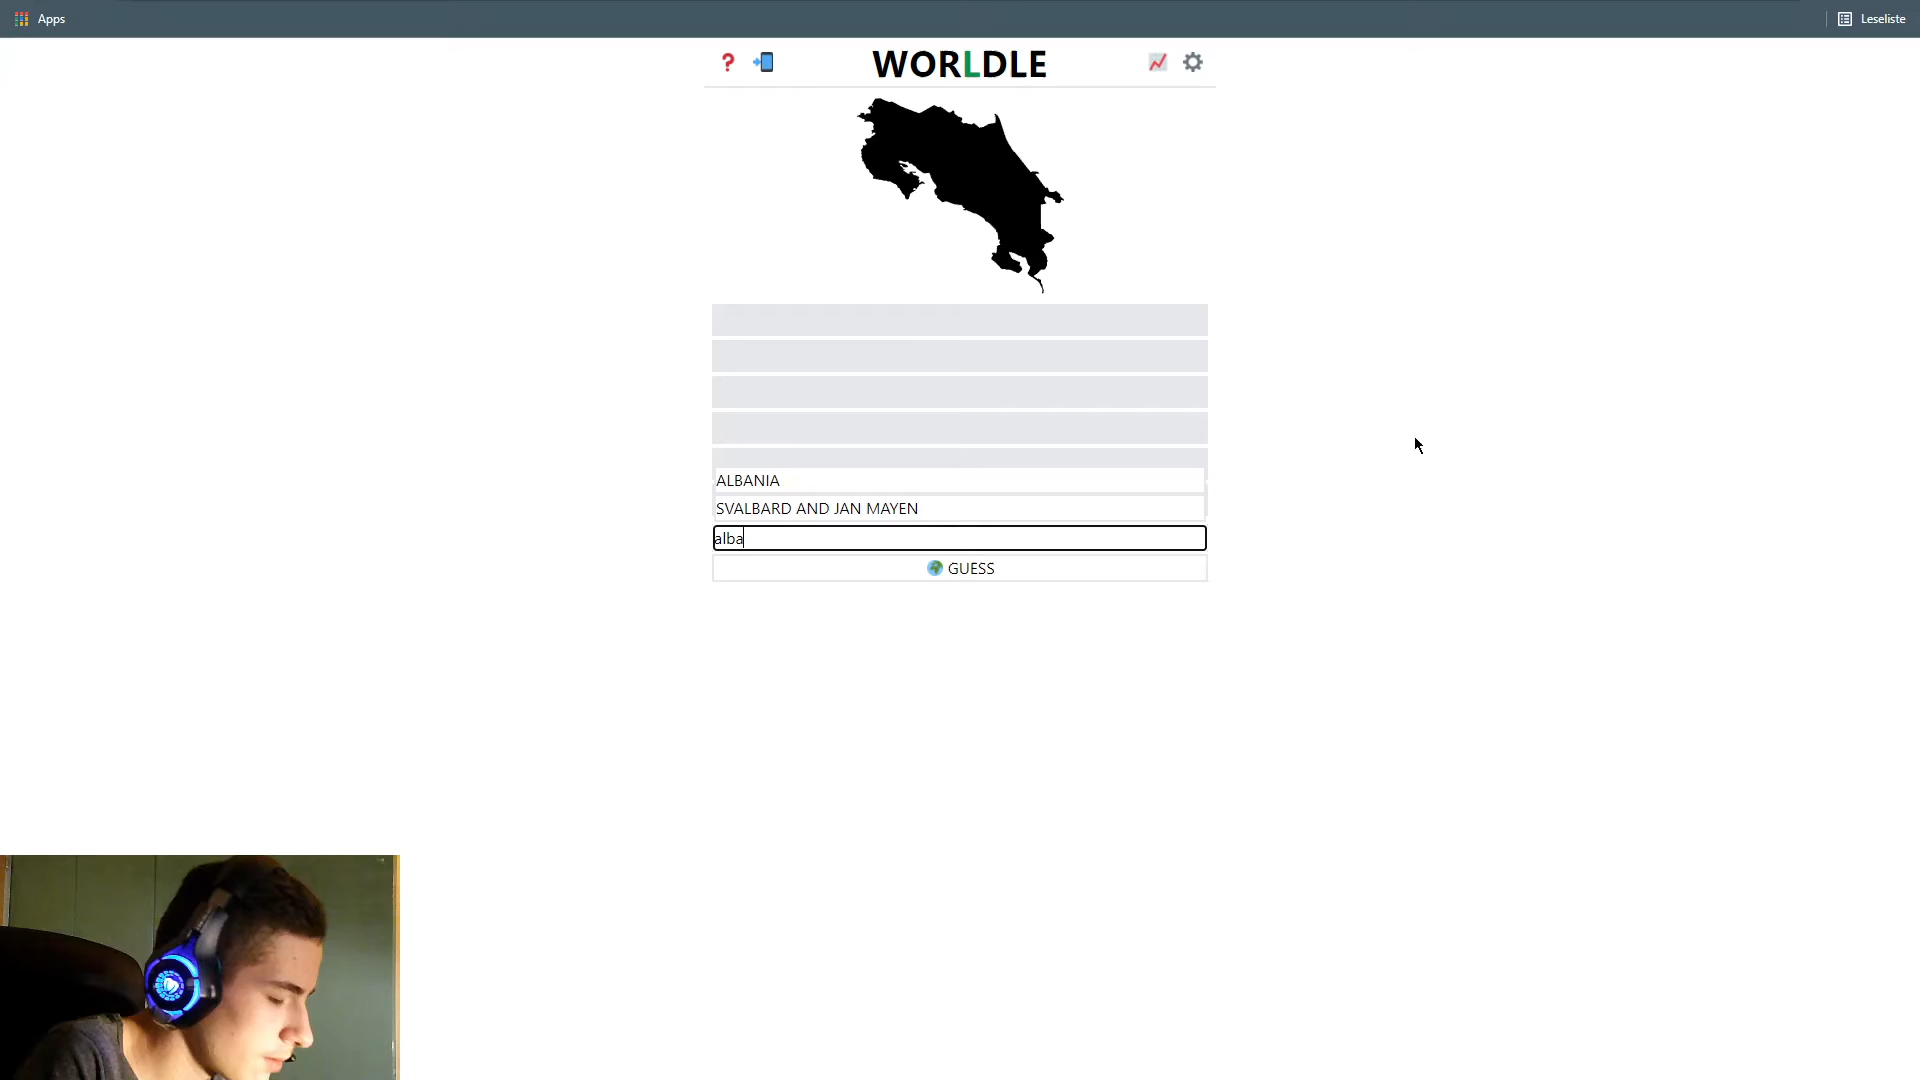 Apps
Leseliste
WORLDLE
ALBANIA
SVALBARD AND JAN MAYEN
alba
GUESS